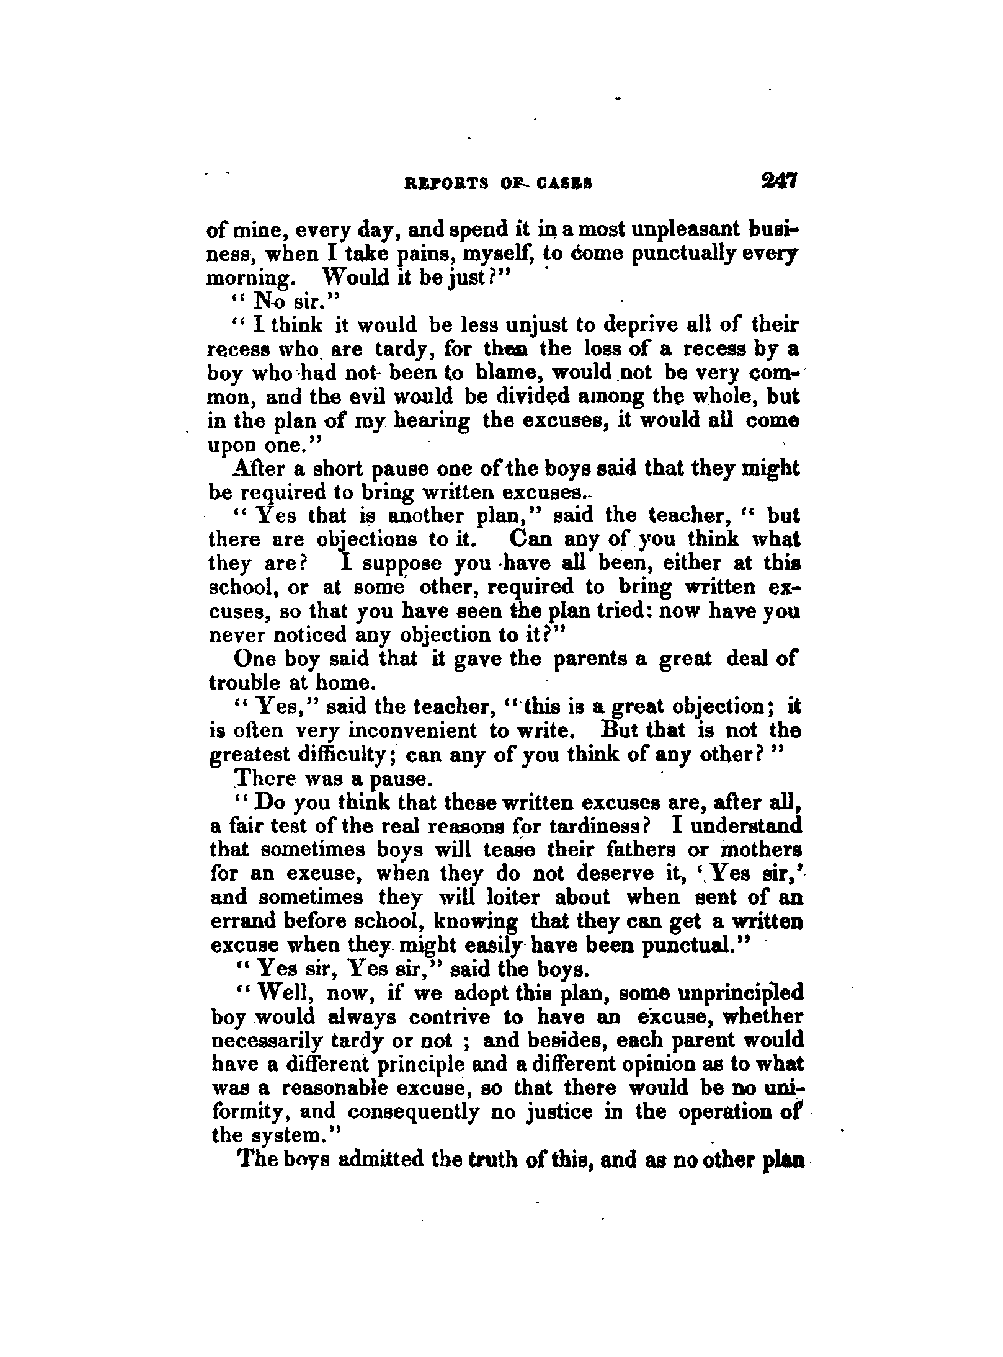 REPORTS OF CASES 247
of mine, every day, and spend it in a most unpleasant busi-
ness, when I take pains, myself, to come punctually every
morning. Would it be just?"
" No sir."
" I think it would be less unjust to deprive all of their
recess who are tardy, for then the loss of a recess by a
boy who had not been to blame, would not be very com-
mon, and the evil would be divided among the whole, but
in the plan of my hearing the excuses, it would all come
upon one."
After a short pause one of the boys said that they might
be required to bring written excuses.
" Yes that is another plan," said the teacher, " but
there are objections to it. Can any of you think what
they are? I suppose you have all been, either at this
school, or at some other, required to bring written ex-
cuses, so that you have seen the plan tried: now have you
never noticed any objection to it?"
One boy said that it gave the parents a great deal of
trouble at home.
" Yes," said the teacher, " this is a great objection; it
is often very inconvenient to write. But that is not the
greatest difficulty; can any of you think of any other? "
There was a pause.
" Do you think that these written excuses are, after all,
a fair test of the real reasons for tardiness? I understand
that sometimes boys will tease their fathers or mothers
for an excuse, when they do not deserve it, ' Yes sir,'
and sometimes they will loiter about when sent of an
errand before school, knowing that they can get a written
excuse when they might easily have been punctual."
" Yes sir, Yes sir," said the boys.
" Well, now, if we adopt this plan, some unprincipled
boy would always contrive to have an excuse, whether
necessarily tardy or not ; and besides, each parent would
have a different principle and a different opinion as to what
was a reasonable excuse, so that there would be no uni-
formity, and consequently no justice in the operation of
the system."
The boys admitted the truth of this, and as no other plan